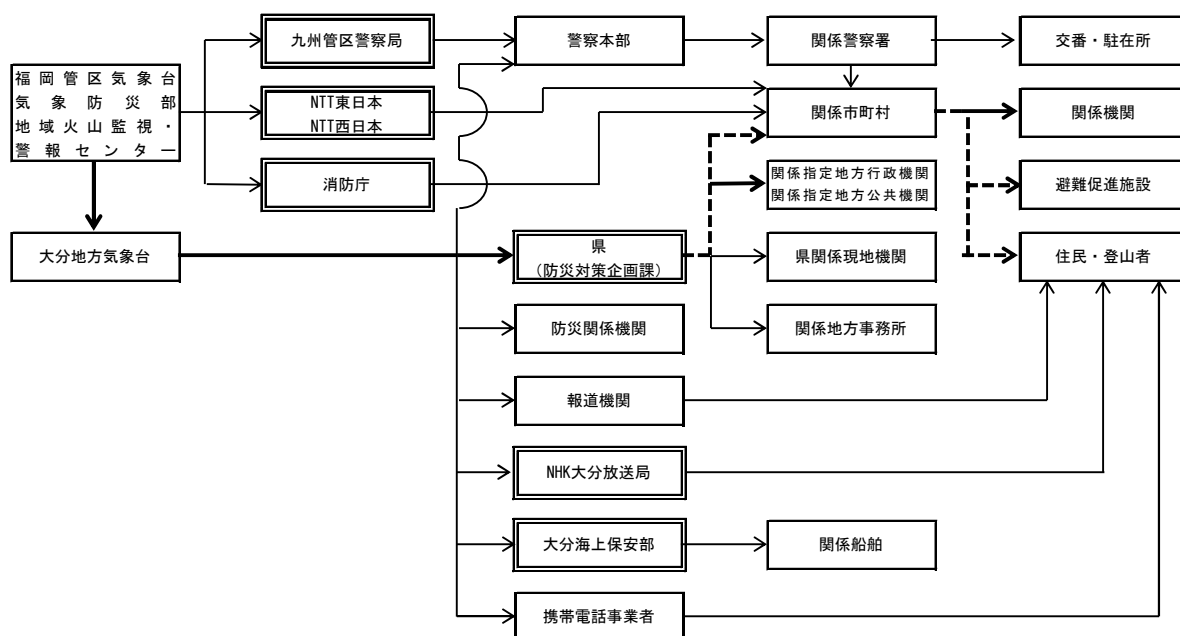 九州管区警察局
警察本部
関係警察署
交番・駐在所
福岡管区気象台
気象防災部
地域火山監視・
警報センター
NTT東日本
NTT西日本
関係市町村
関係機関
消防庁
関係指定地方行政機関
関係指定地方公共機関
避難促進施設
大分地方気象台
県
(防災対策企画課)
県関係現地機関
住民・登山者
防災関係機関
関係地方事務所
報道機関
NHK大分放送局
大分海上保安部
関係船舶
携帯電話事業者